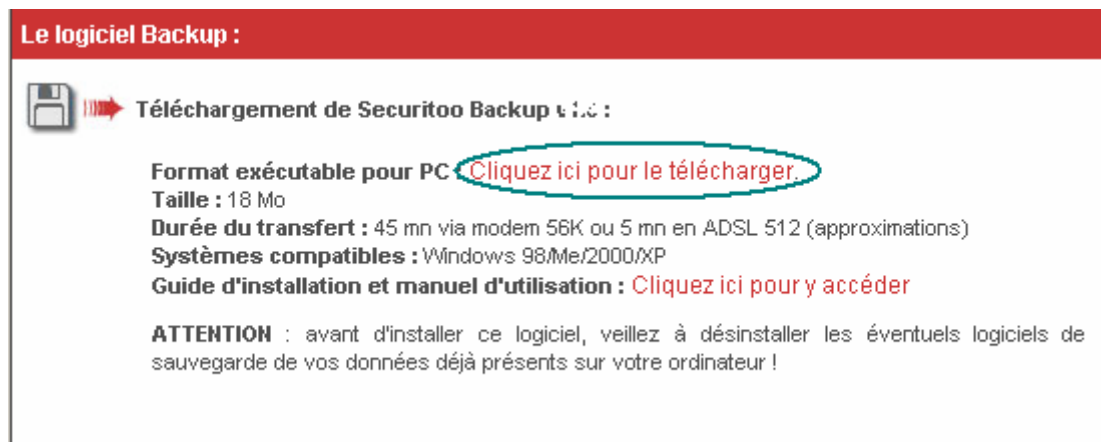 Le logiciel Backup :
Téléchargement de Securitoo Backup :
Format exécutable pour PC Cliquez ici pour le télécharger.
Taille : 18 Mo
Durée du transfert : 45 mn via modem 56K ou 5 mn en ADSL 512 (approximations)
Systèmes compatibles : Windows 98/Me/2000/XP
Guide d'installation et manuel d'utilisation : Cliquez ici pour y accéder
ATTENTION : avant d'installer ce logiciel, veillez à désinstaller les éventuels logiciels de
sauvegarde de vos données déjà présents sur votre ordinateur !